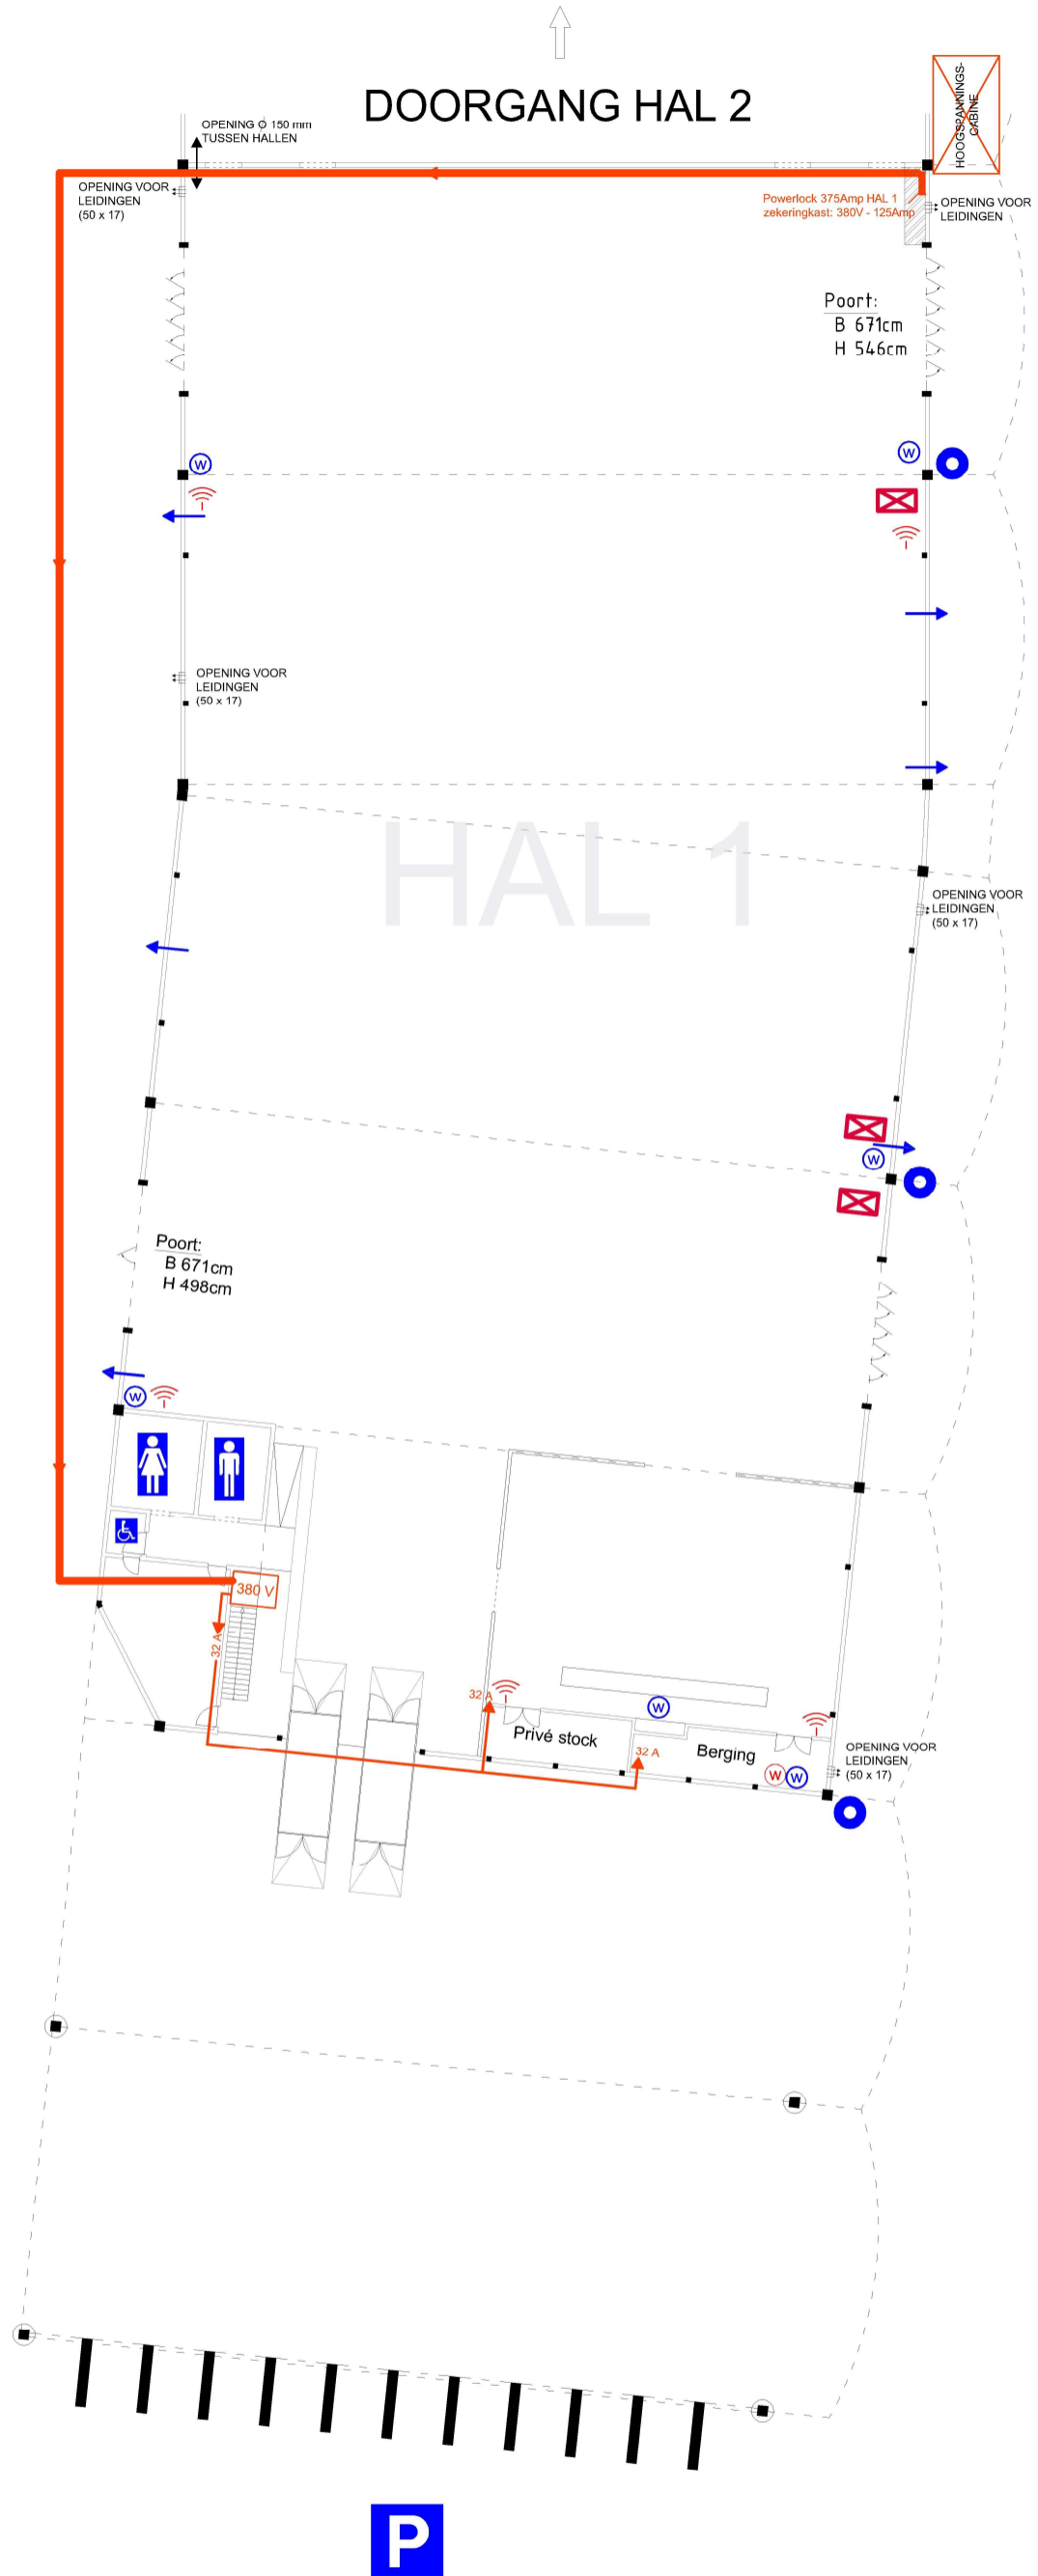 DOORGANG HAL 2
HOOGSPANNINGS-
CABINE
OPENING Ø 150 mm
TUSSEN HALLEN
OPENING VOOR
LEIDINGEN
(50 x 17)
Powerlock 375Amp HAL 1
zekeringkast: 380V - 125Amp
OPENING VOOR
LEIDINGEN
Poort:
B 671cm
H 546cm
W
W
OPENING VOOR
LEIDINGEN
(50 x 17)
HAL 1
OPENING VOOR
LEIDINGEN
(50 x 17)
W
Poort:
B 671cm
H 498cm
W
380 V
32 A
32 A
W
Privé stock
32 A
Berging
W
W
OPENING VOOR
LEIDINGEN
(50 x 17)
P